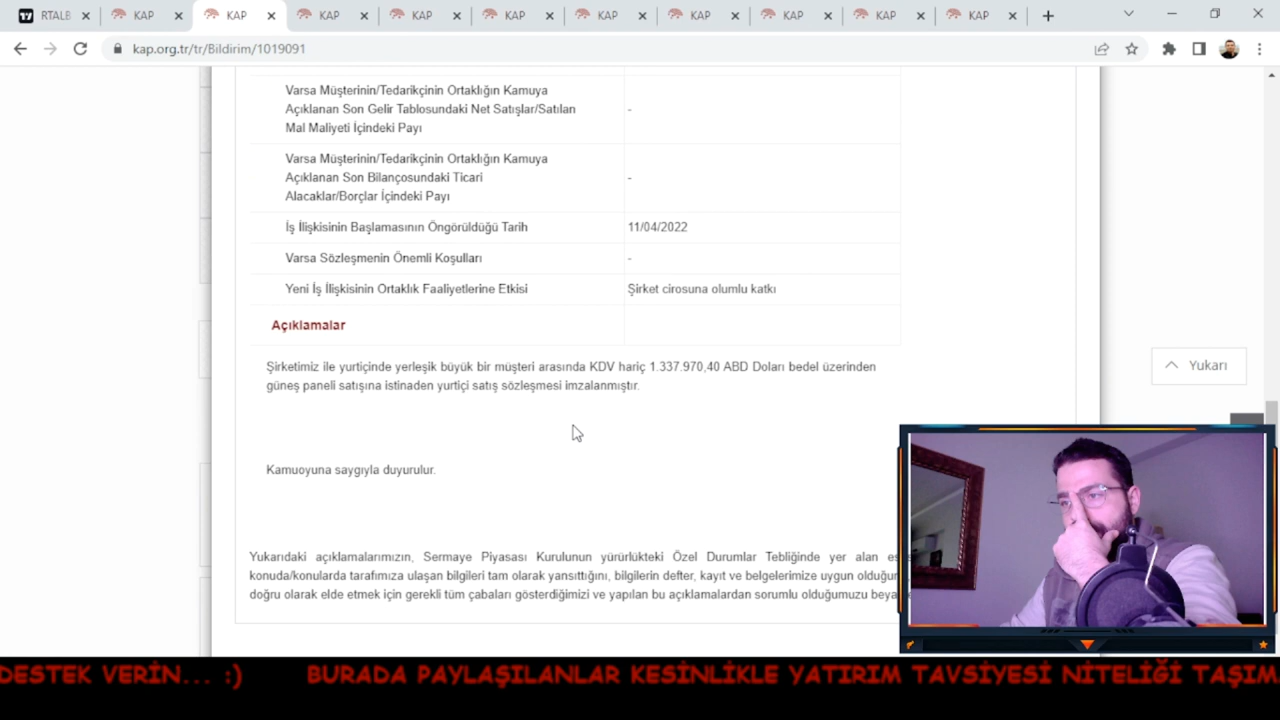 RTALB
KAP
KAP
KAP
KAP
KAP
KAP
KAP
KAP
KAP
KAP
kap.org.tr/tr/Bildirim/1019091
Varsa Müşterinin/Tedarikçinin Ortaklığın Kamuya
Açıklanan Son Gelir Tablosundaki Net Satışlar/Satılan
Mal Maliyeti İçindeki Payı
-
Varsa Müşterinin/Tedarikçinin Ortaklığın Kamuya
Açıklanan Son Bilançosundaki Ticari
Alacaklar/Borçlar İçindeki Payı
-
İş İlişkisinin Başlamasının Öngörüldüğü Tarih
11/04/2022
Varsa Sözleşmenin Önemli Koşulları
-
Yeni İş İlişkisinin Ortaklık Faaliyetlerine Etkisi
Şirket cirosuna olumlu katkı
Açıklamalar
Şirketimiz ile yurtiçinde yerleşik büyük bir müşteri arasında KDV hariç 1.337.970,40 ABD Doları bedel üzerinden
güneş paneli satışına istinaden yurtiçi satış sözleşmesi imzalanmıştır.
Yukarı
Kamuoyuna saygıyla duyurulur.
Yukarıdaki açıklamalarımızın, Sermaye Piyasası Kurulunun yürürlükteki Özel Durumlar Tebliğinde yer alan
konuda/konularda tarafımıza ulaşan bilgileri tam olarak yansıttığını, bilgilerin defter, kayıt ve belgelerimize uygun
doğru olarak elde etmek için gerekli tüm çabaları gösterdiğimizi ve yapılan bu açıklamalardan sorumlu olduğumuzu
DESTEK VERİN... :) BURADA PAYLAŞILANLAR KESİNLİKLE YATIRIM TAVSİYESİ NİTELİĞİ TAŞIM